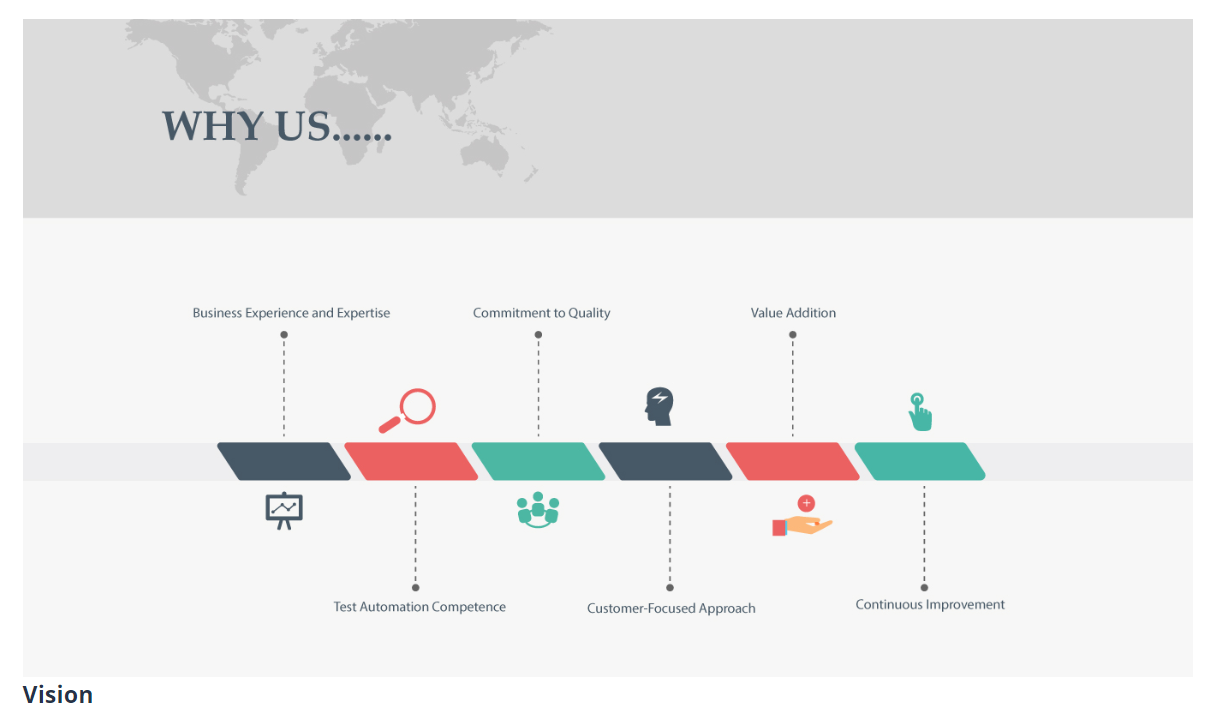 WHY US......
Business Experience and Expertise
Commitment to Quality
Value Addition
Test Automation Competence
Customer-Focused Approach
Continuous Improvement
Vision